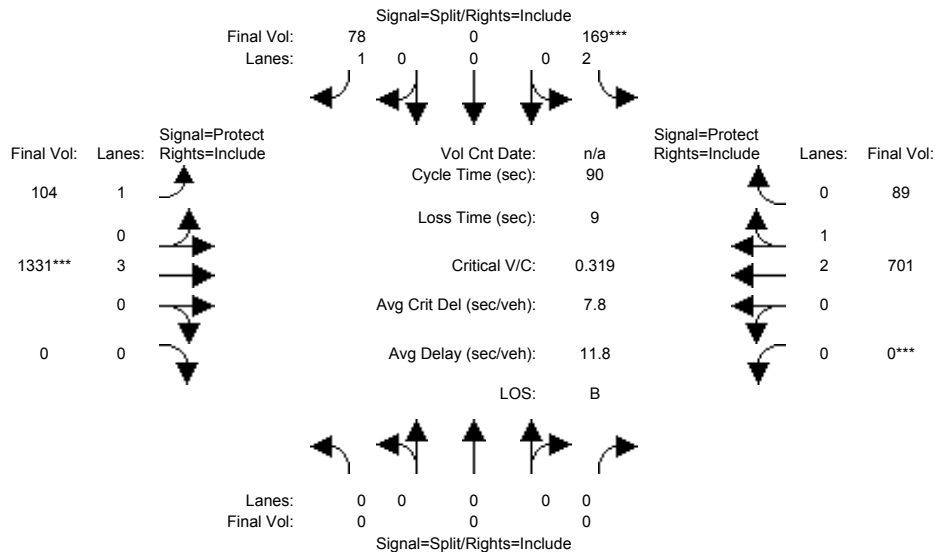 Signal=Split/Rights=Include
Final Vol: 78 0 169***
Lanes: 1 0 0 0 2
Signal=Protect Signal=Protect
Final Vol: Lanes: Rights=Include Vol Cnt Date: n/a Rights=Include Lanes: Final Vol:
Cycle Time (sec): 90
104 1 0 89
Loss Time (sec): 9
0 1
1331*** 3 Critical V/C: 0.319 2 701
0 Avg Crit Del (sec/veh): 7.8 0
0 0 Avg Delay (sec/veh): 11.8 0 0***
LOS: B
Lanes: 0 0 0 0 0
Final Vol: 0 0 0
Signal=Split/Rights=Include